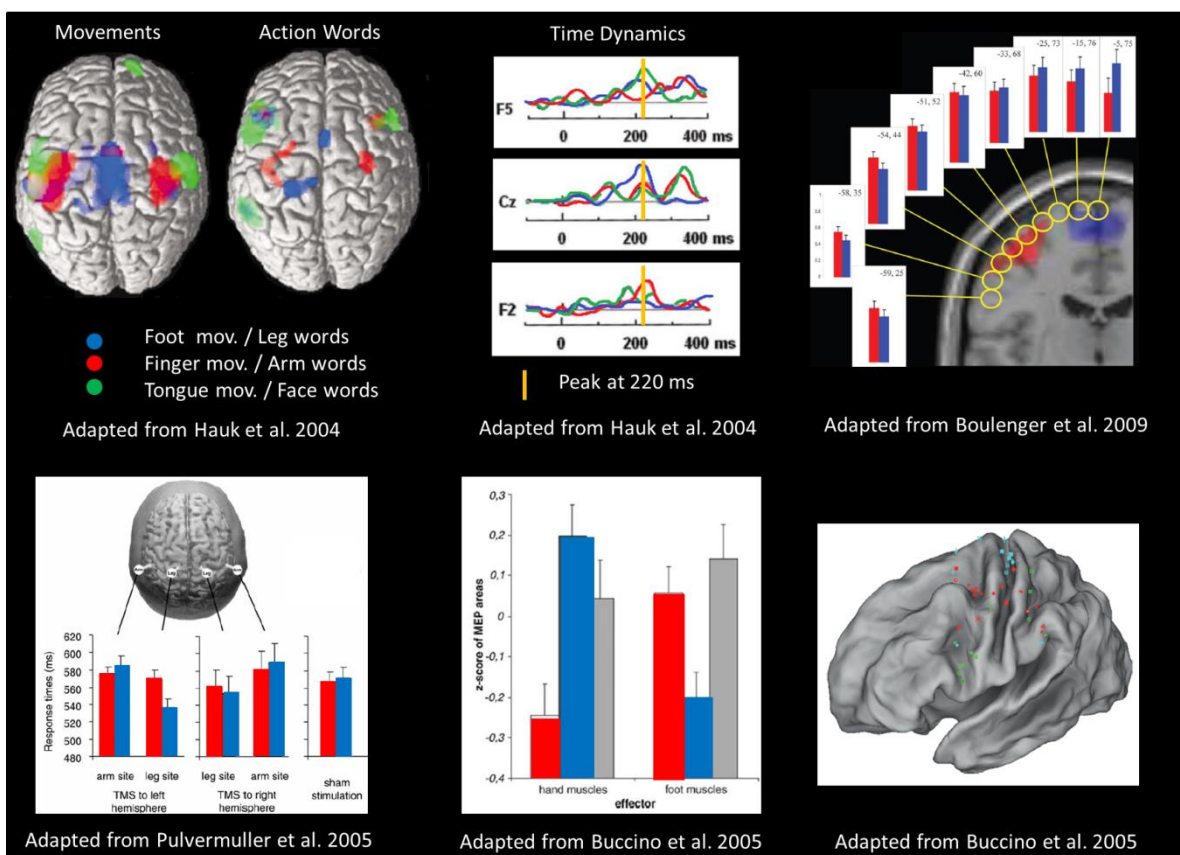 Movements
Action Words
Foot mov. / Leg words
Finger mov. / Arm words
Tongue mov. / Face words
Adapted from Hauk et al. 2004
Time Dynamics
F5
0 200 400 ms
Cz
0 200 400 ms
F2
0 200 400 ms
Peak at 220 ms
Adapted from Hauk et al. 2004
-5, 75
-15, 76
-25, 73
-33, 68
-42, 60
-51, 52
-54, 44
-58, 35
-59, 25
Adapted from Boulenger et al. 2009
Arm Leg Leg Arm
Response times (ms)
620
600
580
560
540
520
500
480
arm site leg site leg site arm site
TMS to left hemisphere
TMS to right hemisphere
sham stimulation
Adapted from Pulvermuller et al. 2005
z-score of MEP areas
0,3
0,2
0,1
0
-0,1
-0,2
-0,3
-0,4
hand muscles foot muscles
effector
Adapted from Buccino et al. 2005
Adapted from Buccino et al. 2005